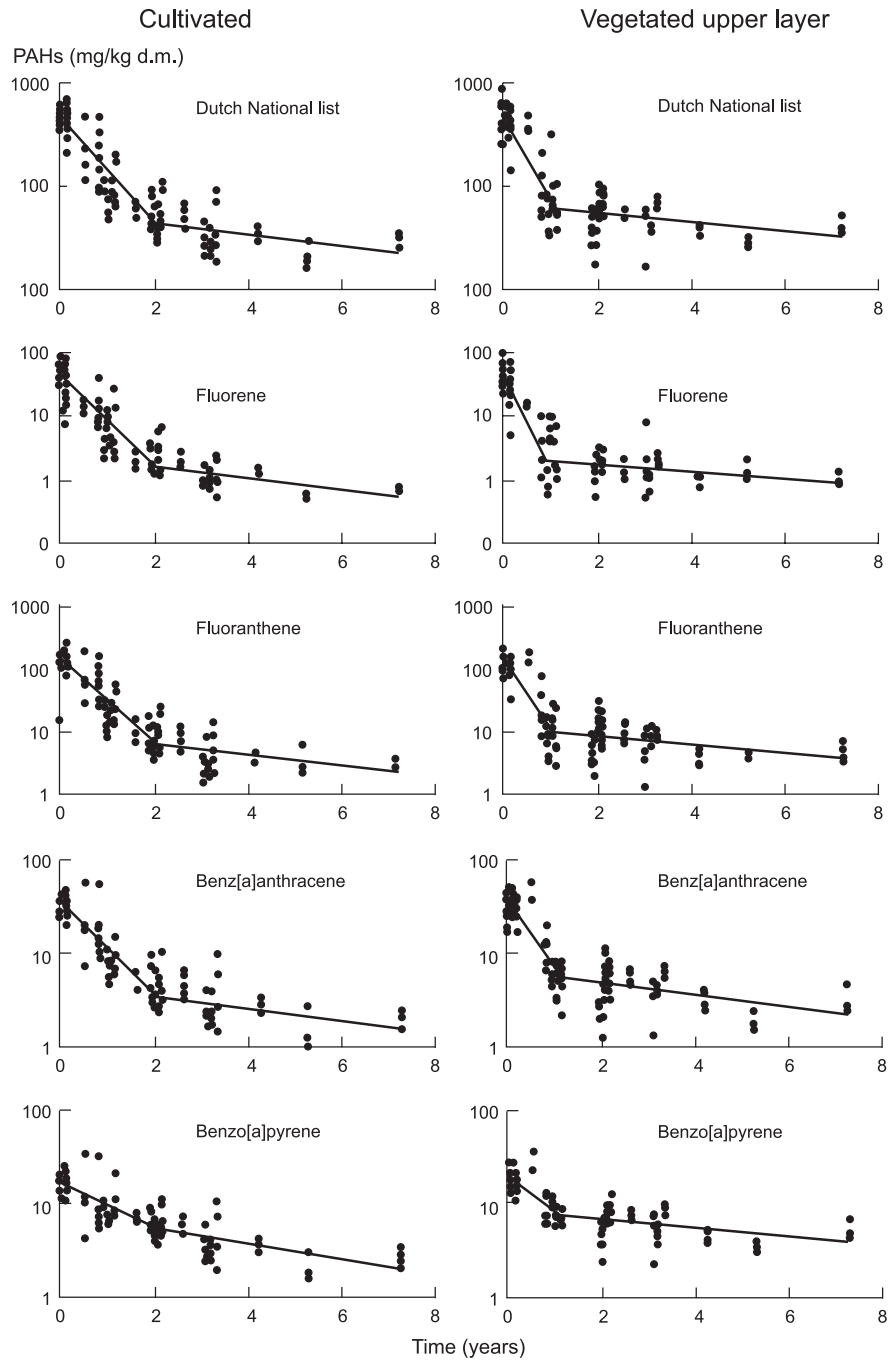 Cultivated Vegetated upper layer
PAHs (mg/kg d.m.)
1000 1000
Dutch National list Dutch National list
100 100
100 100
0 2 4 6 8 0 2 4 6 8
100 100
Fluorene Fluorene
10 10
1 1
0 0
0 2 4 6 8 0 2 4 6 8
1000 1000
Fluoranthene Fluoranthene
100 100
10 10
1 1
0 2 4 6 8 0 2 4 6 8
100 100
Benz[a]anthracene Benz[a]anthracene
10 10
1 1
0 2 4 6 8 0 2 4 6 8
100 100
Benzo[a]pyrene Benzo[a]pyrene
10 10
1 1
0 2 4 6 8 0 2 4 6 8
Time (years)